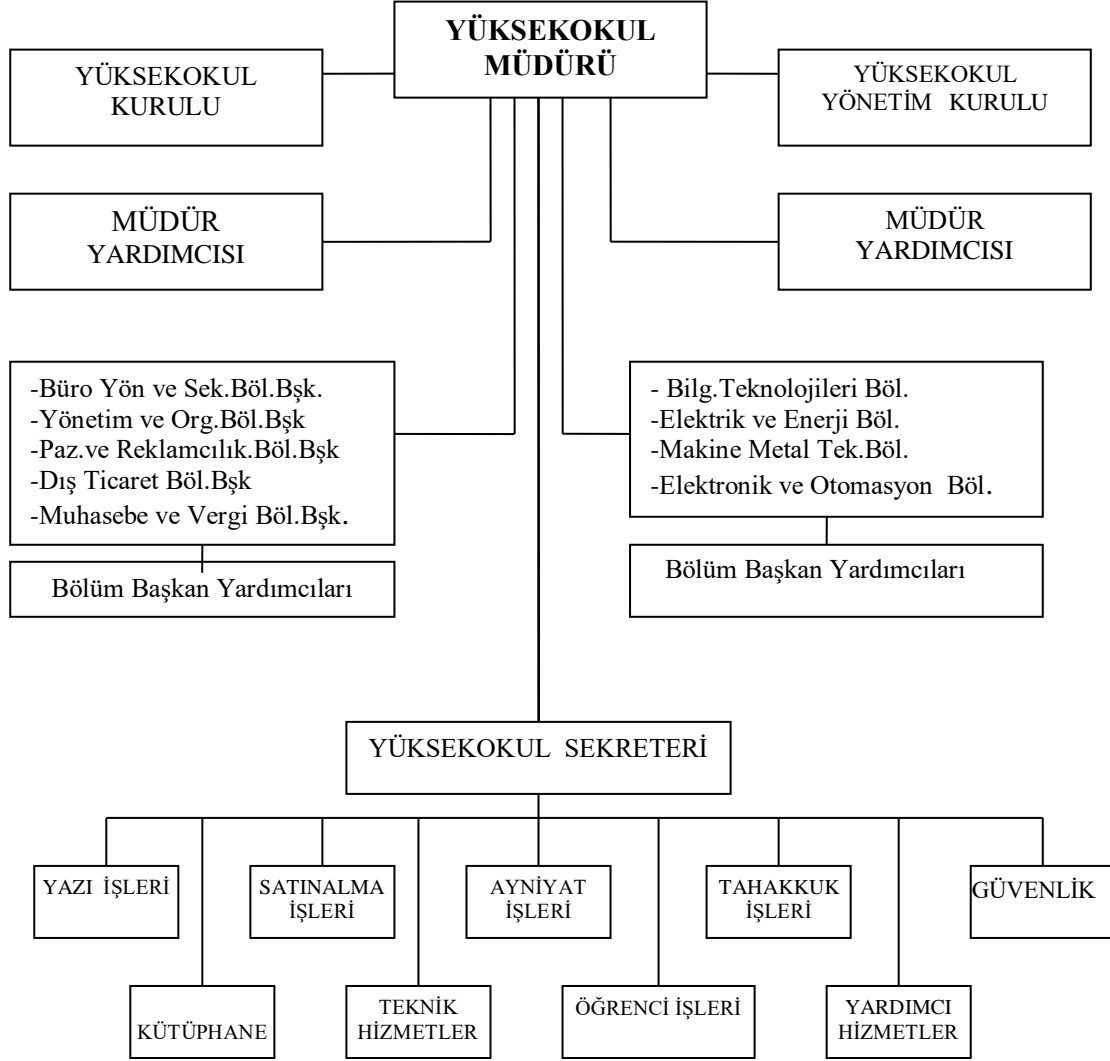 YÜKSEKOKUL
MÜDÜRÜ
YÜKSEKOKUL
KURULU
YÜKSEKOKUL
YÖNETİM KURULU
MÜDÜR
YARDIMCISI
MÜDÜR
YARDIMCISI
-Büro Yön ve Sek.Böl.Bşk.
-Yönetim ve Org.Böl.Bşk
-Paz.ve Reklamcılık.Böl.Bşk
-Dış Ticaret Böl.Bşk
-Muhasebe ve Vergi Böl.Bşk.
- Bilg.Teknolojileri Böl.
-Elektrik ve Enerji Böl.
-Makine Metal Tek.Böl.
-Elektronik ve Otomasyon Böl.
Bölüm Başkan Yardımcıları
Bölüm Başkan Yardımcıları
YÜKSEKOKUL SEKRETERİ
YAZI İŞLERİ
SATINALMA
İŞLERİ
AYNİYAT
İŞLERİ
TAHAKKUK
İŞLERİ
GÜVENLİK
KÜTÜPHANE
TEKNİK
HİZMETLER
ÖĞRENCİ İŞLERİ
YARDIMCI
HİZMETLER